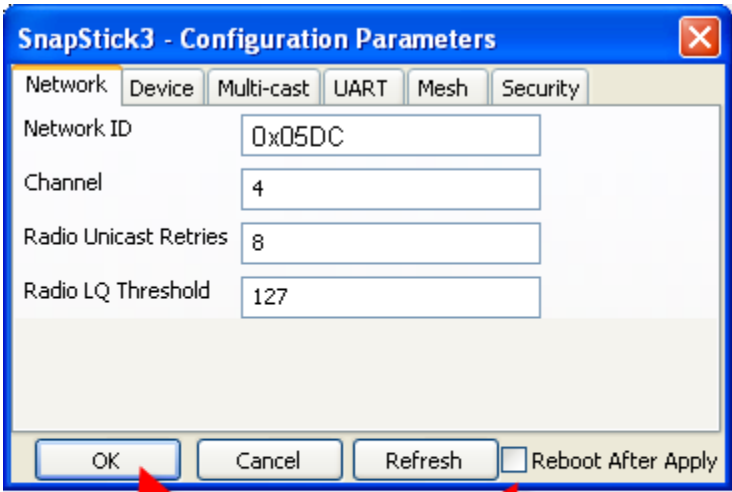 SnapStick3 - Configuration Parameters
Network Device Multi-cast UART Mesh Security
Network ID 0x05DC
Channel 4
Radio Unicast Retries 8
Radio LQ Threshold 127
OK Cancel Refresh Reboot After Apply